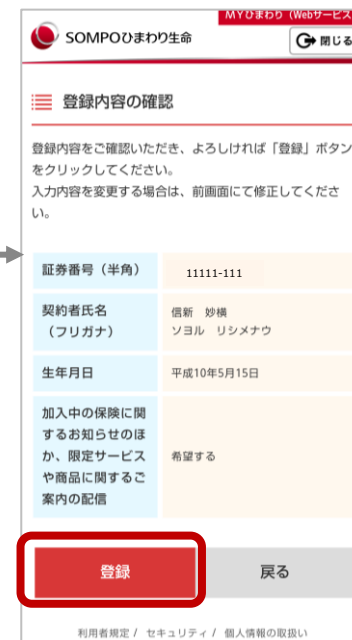 MYひまわり（Webサービス
SOMPOひまわり生命
閉じる
登録内容の確認
登録内容をご確認いただき、よろしければ「登録」ボタン
をクリックしてください。
入力内容を変更する場合は、前画面にて修正してくださ
い。
証券番号（半角）
11111-111
契約者氏名
（フリガナ）
信新　妙横
ソヨル　リシメナウ
生年月日
平成10年5月15日
加入中の保険に関
するお知らせのほ
か、限定サービス
や商品に関するご
案内の配信
希望する
登録
戻る
利用者規定 / セキュリティ / 個人情報の取扱い